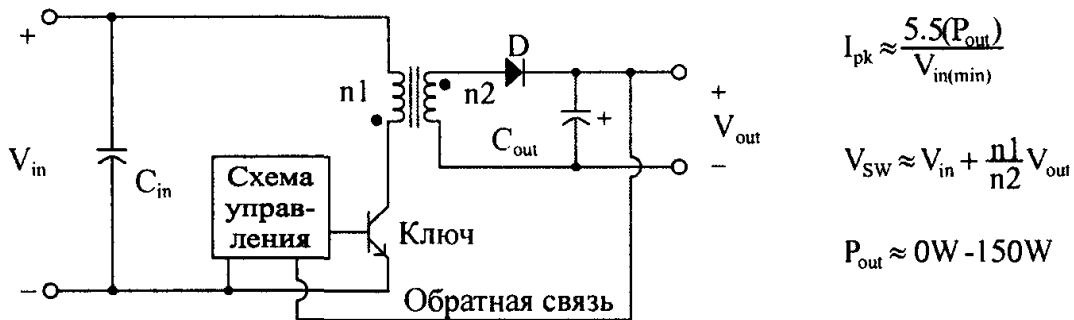 +
V_in
−
C_in
n1
n2
D
C_out
+
+
V_out
−
Схема
управ-
ления
Ключ
Обратная связь
I_pk ≈ 5.5(P_out) / V_in(min)
V_SW ≈ V_in + n1/n2 V_out
P_out ≈ 0W - 150W